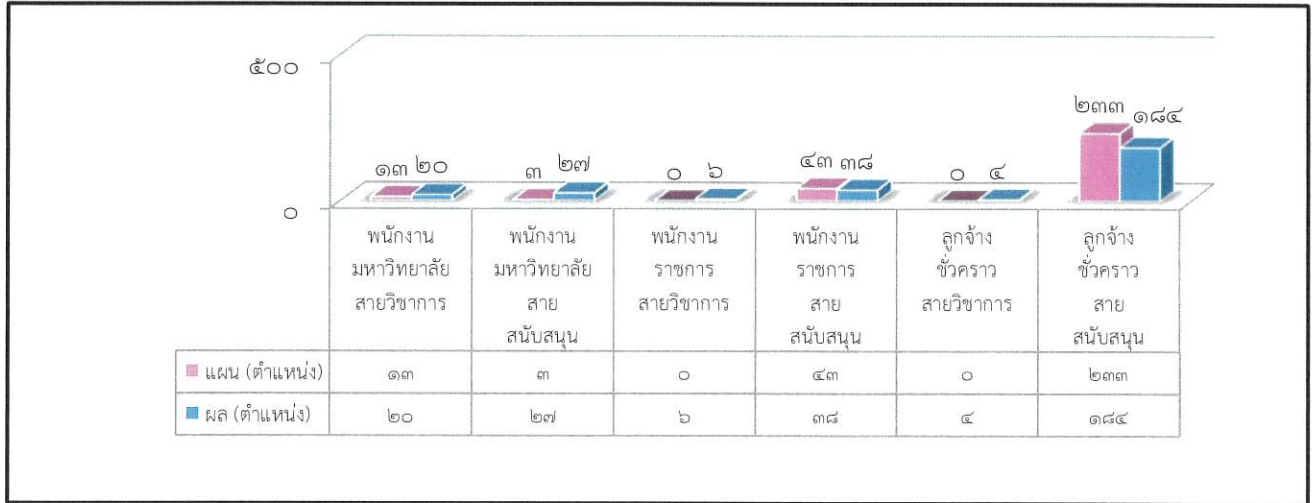 ๕๐๐
๒๓๓
๑๘๔
๑๓ ๒๐ ๓ ๒๗ ๐ ๖ ๔๓ ๓๘ ๐ ๔
๐
พนักงาน มหาวิทยาลัย สายวิชาการ
พนักงาน มหาวิทยาลัย สาย สนับสนุน
พนักงาน ราชการ สายวิชาการ
พนักงาน ราชการ สาย สนับสนุน
ลูกจ้าง ชั่วคราว สายวิชาการ
ลูกจ้าง ชั่วคราว สาย สนับสนุน
แผน (ตำแหน่ง) ๑๓ ๓ ๐ ๔๓ ๐ ๒๓๓
ผล (ตำแหน่ง) ๒๐ ๒๗ ๖ ๓๘ ๔ ๑๘๔